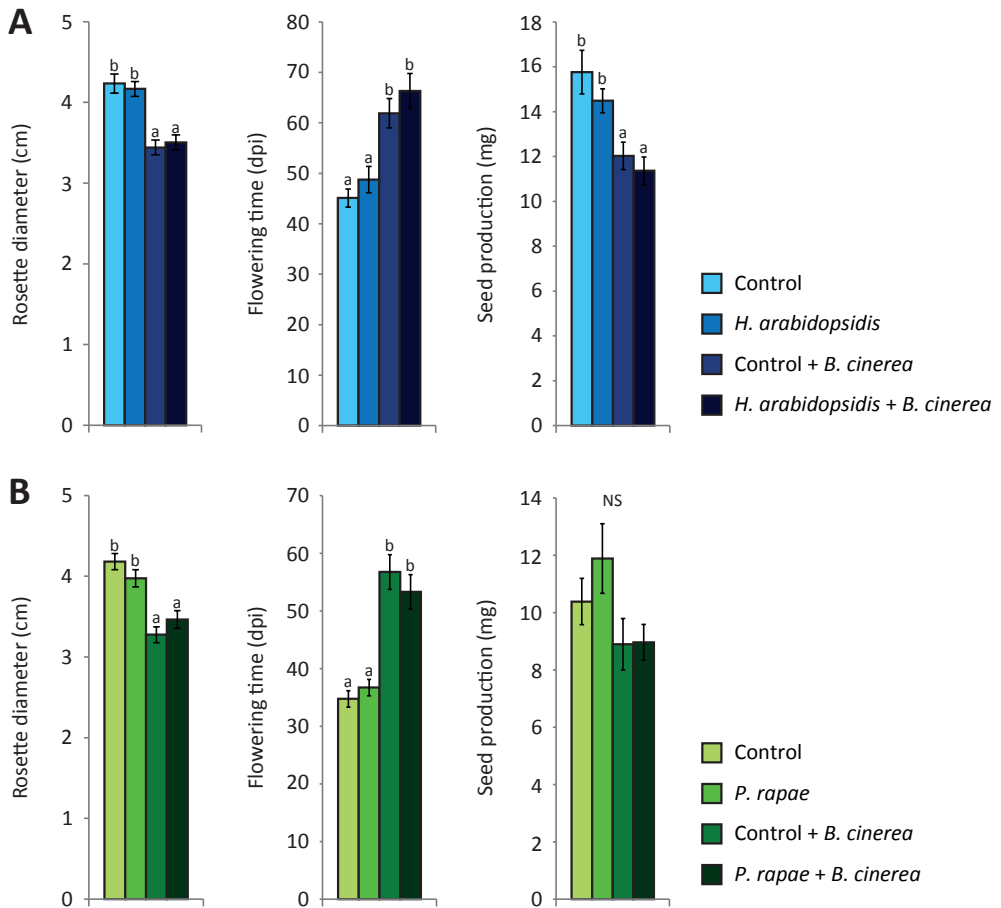 A
Rosette diameter (cm)
5
4
3
2
1
0
b
b
a
a
Flowering time (dpi)
80
70
60
50
40
30
20
10
0
a
a
b
b
Seed production (mg)
18
16
14
12
10
8
6
4
2
0
b
b
a
a
Control
H. arabidopsidis
Control + B. cinerea
H. arabidopsidis + B. cinerea
B
Rosette diameter (cm)
5
4
3
2
1
0
b
b
a
a
Flowering time (dpi)
70
60
50
40
30
20
10
0
a
a
b
b
Seed production (mg)
14
12
10
8
6
4
2
0
NS
Control
P. rapae
Control + B. cinerea
P. rapae + B. cinerea